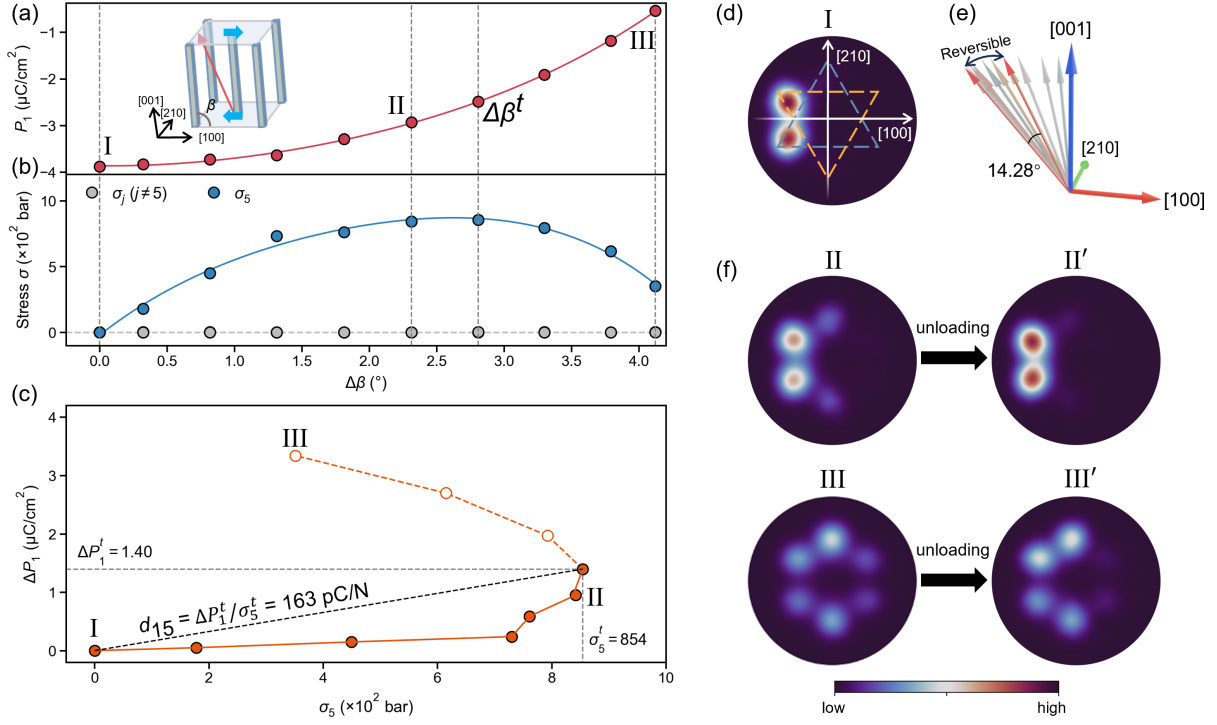 (a)
P₁ (μC/cm²)
−1
−2
−3
−4
I
II
III
Δβᵗ
β
[001]
[210]
[100]
(b)
Stress σ (×10² bar)
10
5
0
σⱼ (j ≠ 5)
σ₅
0.0 0.5 1.0 1.5 2.0 2.5 3.0 3.5 4.0
Δβ (°)
(c)
ΔP₁ (μC/cm²)
4
3
2
1
0
III
ΔP₁ᵗ = 1.40
d₁₅ = ΔP₁ᵗ/σ₅ᵗ = 163 pC/N
I
II
σ₅ᵗ = 854
0 2 4 6 8 10
σ₅ (×10² bar)
(d)
I
[210]
[100]
(e)
Reversible
[001]
[210]
14.28°
[100]
(f)
II
unloading
II′
III
unloading
III′
low
high